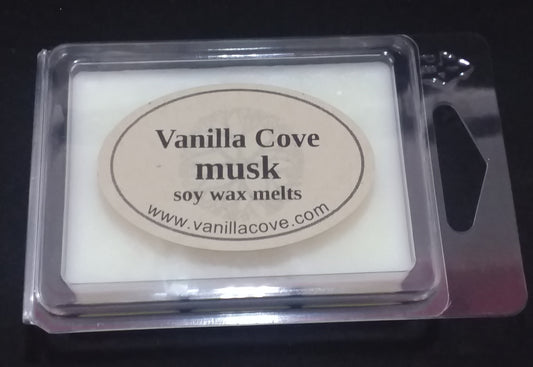 Vanilla Cove
musk
soy wax melts
www.vanillacove.com